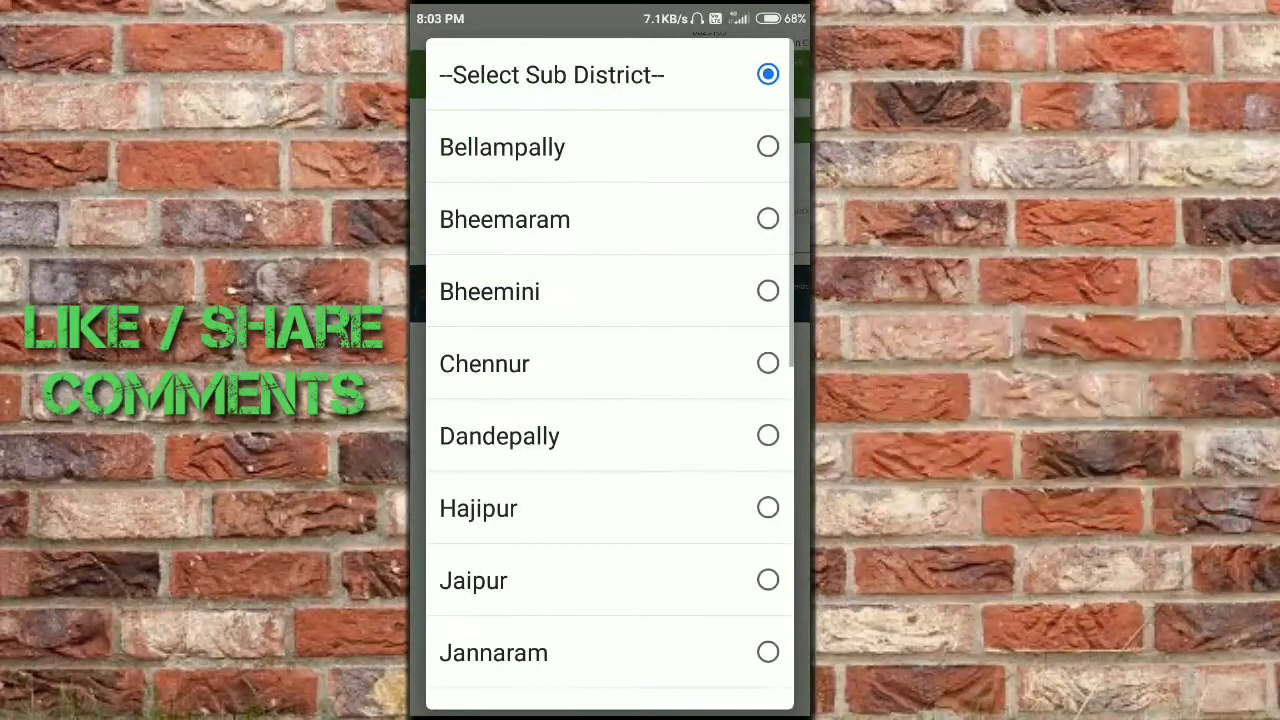 8:03 PM
7.1KB/s
68%
--Select Sub District--
Bellampally
Bheemaram
Bheemini
Chennur
Dandepally
Hajipur
Jaipur
Jannaram
LIKE / SHARE
COMMENTS